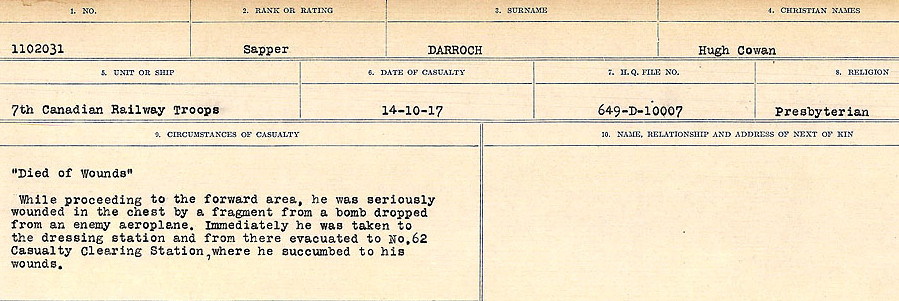 1. NO. 2. RANK OR RATING 3. SURNAME 4. CHRISTIAN NAMES
1102031 Sapper DARROCH Hugh Cowan
5. UNIT OR SHIP 6. DATE OF CASUALTY 7. H.Q. FILE NO. 8. RELIGION
7th Canadian Railway Troops 14-10-17 649-D-10007 Presbyterian
9. CIRCUMSTANCES OF CASUALTY 10. NAME, RELATIONSHIP AND ADDRESS OF NEXT OF KIN
"Died of Wounds"
While proceeding to the forward area, he was seriously
wounded in the chest by a fragment from a bomb dropped
from an enemy aeroplane. Immediately he was taken to
the dressing station and from there evacuated to No.62
Casualty Clearing Station, where he succumbed to his
wounds.